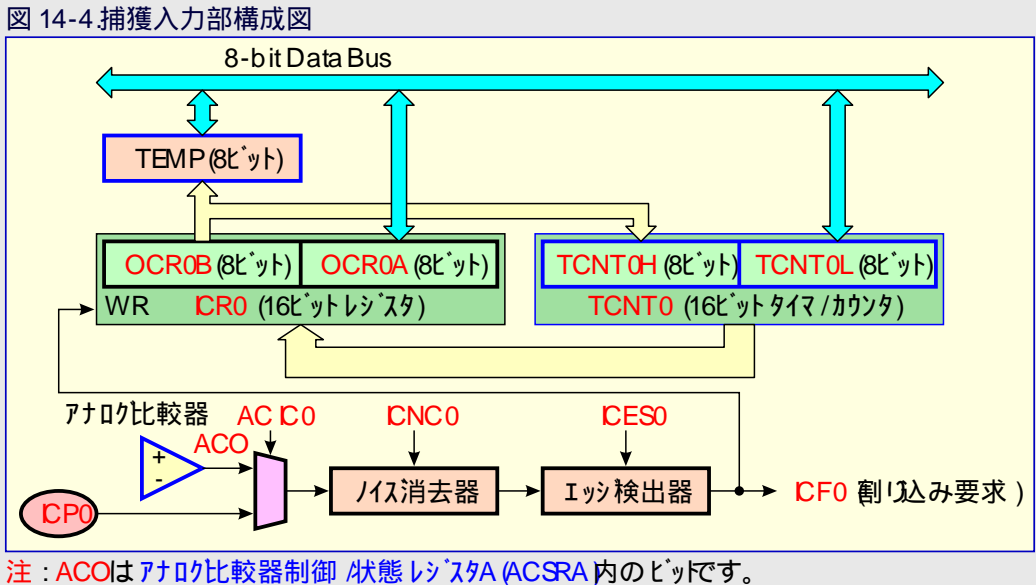 図 14-4.捕獲入力部構成図
8-bit Data Bus
TEMP (8ﾋﾞｯﾄ)
OCR0B (8ﾋﾞｯﾄ) OCR0A (8ﾋﾞｯﾄ) TCNT0H (8ﾋﾞｯﾄ) TCNT0L (8ﾋﾞｯﾄ)
WR ICR0 (16ﾋﾞｯﾄ ﾚｼﾞｽﾀ) TCNT0 (16ﾋﾞｯﾄ ﾀｲﾏ/ｶｳﾝﾀ)
ｱﾅﾛｸﾞ比較器 ACIC0 ICNC0 ICES0
ACO
+
-
ﾉｲｽﾞ消去器 ｴｯｼﾞ検出器 ICF0 (割り込み要求)
ICP0
注 : ACOはｱﾅﾛｸﾞ比較器制御/状態ﾚｼﾞｽﾀA (ACSRA)内のﾋﾞｯﾄです。